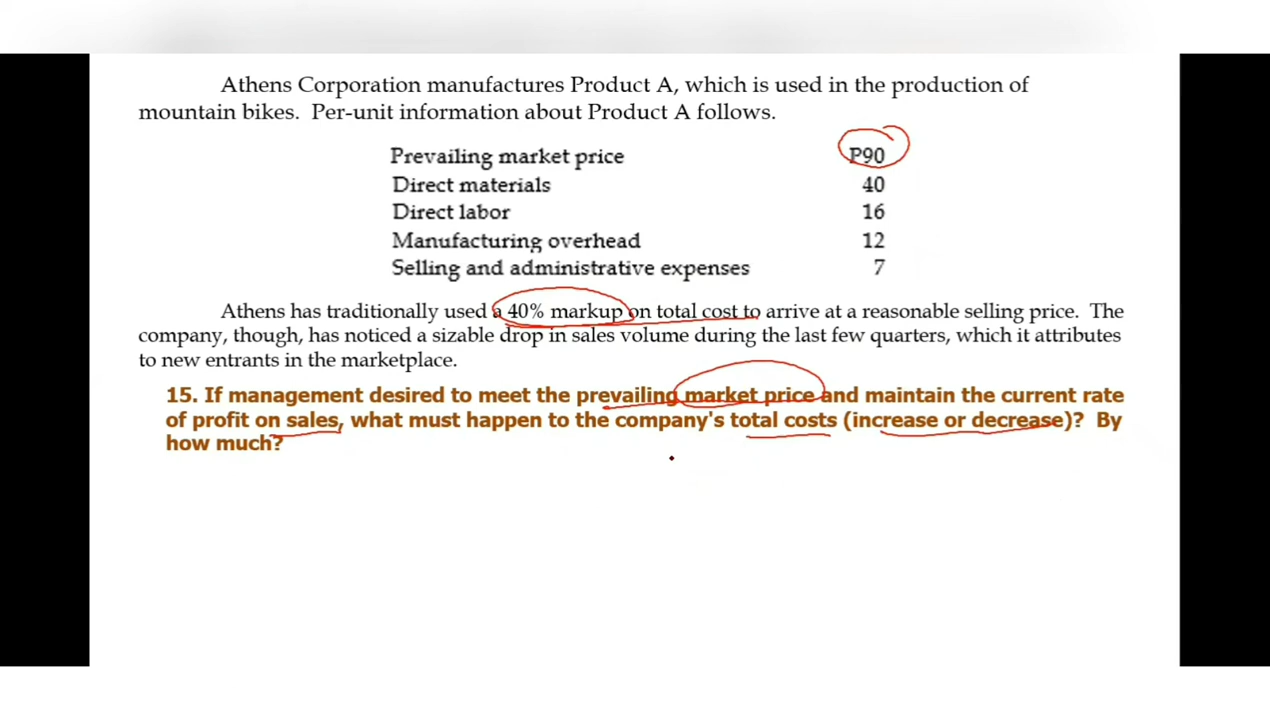 Athens Corporation manufactures Product A, which is used in the production of
mountain bikes. Per-unit information about Product A follows.
Prevailing market price P90
Direct materials 40
Direct labor 16
Manufacturing overhead 12
Selling and administrative expenses 7
Athens has traditionally used a 40% markup on total cost to arrive at a reasonable selling price. The
company, though, has noticed a sizable drop in sales volume during the last few quarters, which it attributes
to new entrants in the marketplace.
15. If management desired to meet the prevailing market price and maintain the current rate
of profit on sales, what must happen to the company's total costs (increase or decrease)? By
how much?